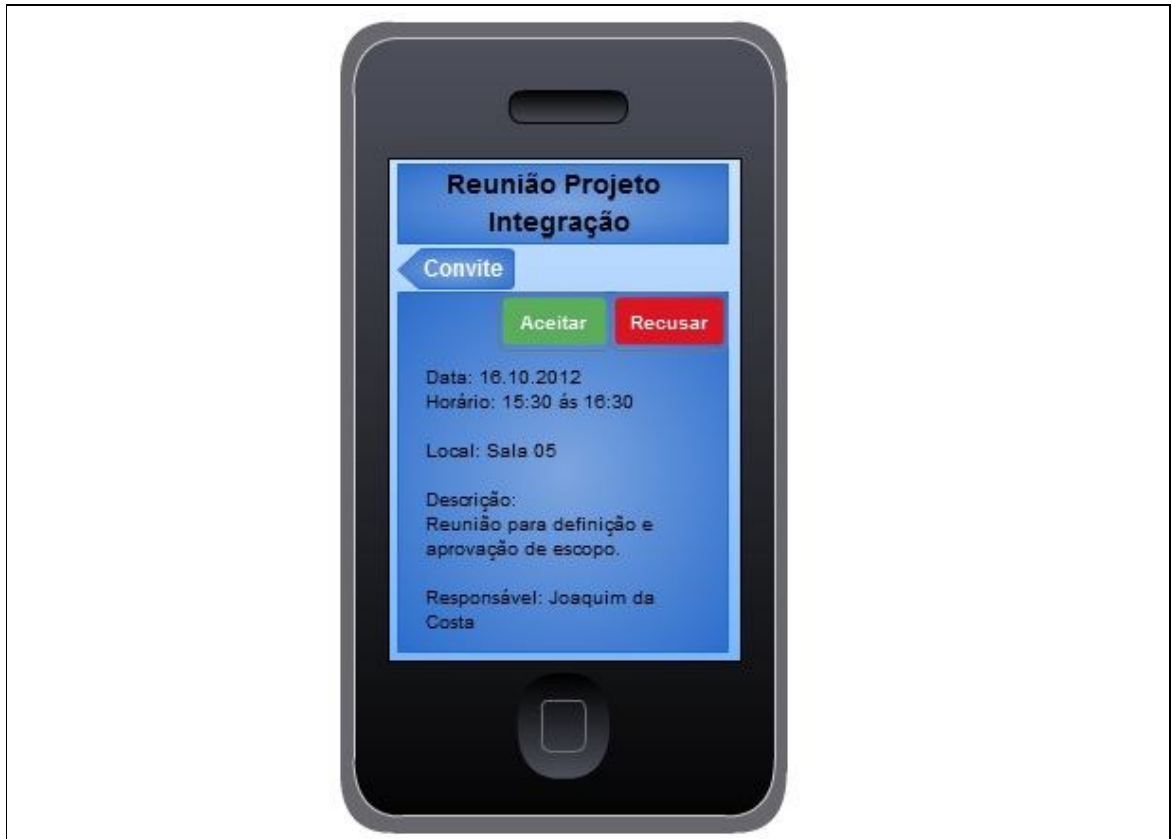 Reunião Projeto
Integração
Convite
Aceitar Recusar
Data: 16.10.2012
Horário: 15:30 ás 16:30
Local: Sala 05
Descrição:
Reunião para definição e
aprovação de escopo.
Responsável: Joaquim da
Costa